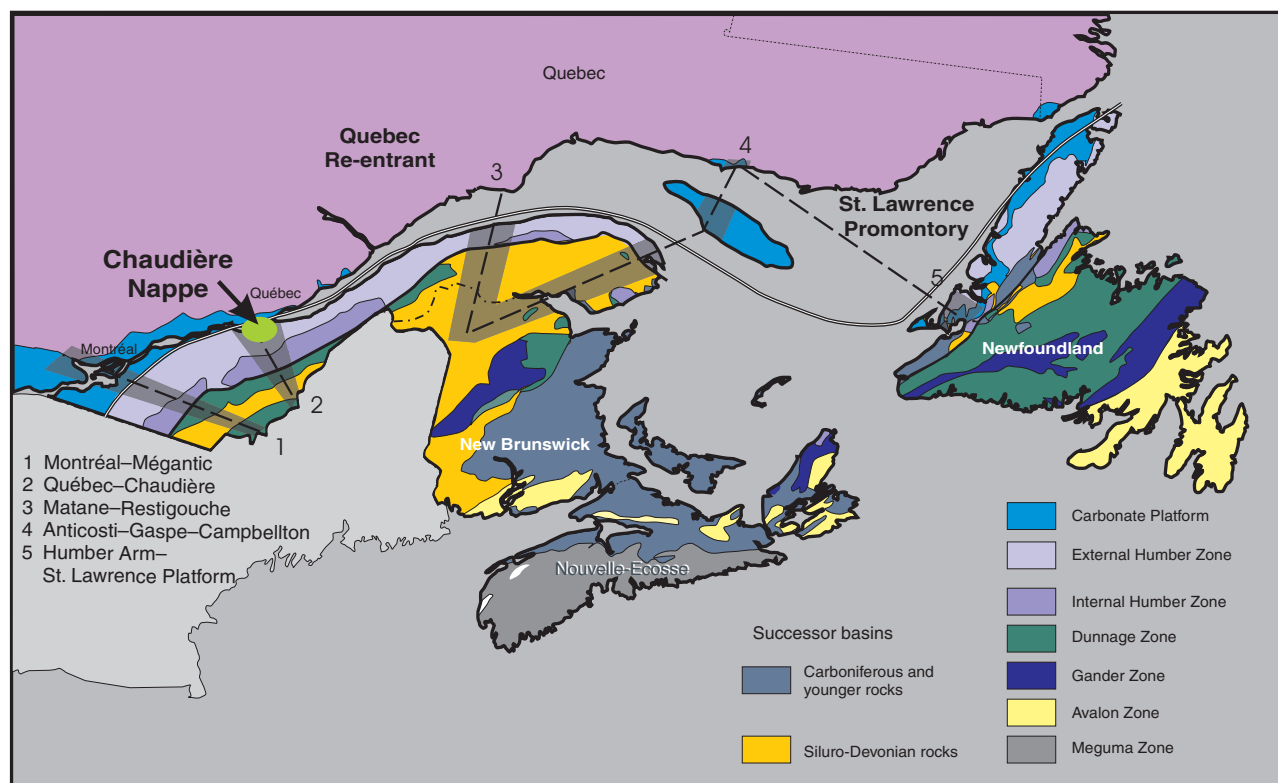 Quebec
Quebec
Re-entrant
4
3
St. Lawrence
Promontory
Chaudière
Nappe
Québec
5
Montréal
Newfoundland
2
1
New Brunswick
1 Montréal–Mégantic
2 Québec–Chaudière
3 Matane–Restigouche
4 Anticosti–Gaspe–Campbellton
5 Humber Arm–
St. Lawrence Platform
Nouvelle-Ecosse
Successor basins
Carboniferous and
younger rocks
Siluro-Devonian rocks
Carbonate Platform
External Humber Zone
Internal Humber Zone
Dunnage Zone
Gander Zone
Avalon Zone
Meguma Zone